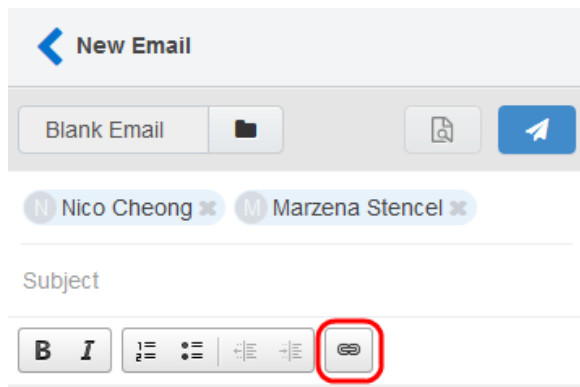 New Email
Blank Email
N Nico Cheong M Marzena Stencel
Subject
B I